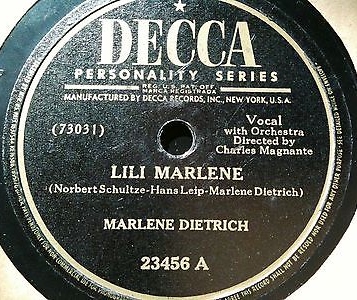 DECCA
PERSONALITY SERIES
REG. U.S. PAT. OFF.
MARCA REGISTRADA
MANUFACTURED BY DECCA RECORDS, INC., NEW YORK, U.S.A.
(73031)
Vocal
with Orchestra
Directed by
Charles Magnante
LILI MARLENE
(Norbert Schultze-Hans Leip-Marlene Dietrich)
MARLENE DIETRICH
23456 A